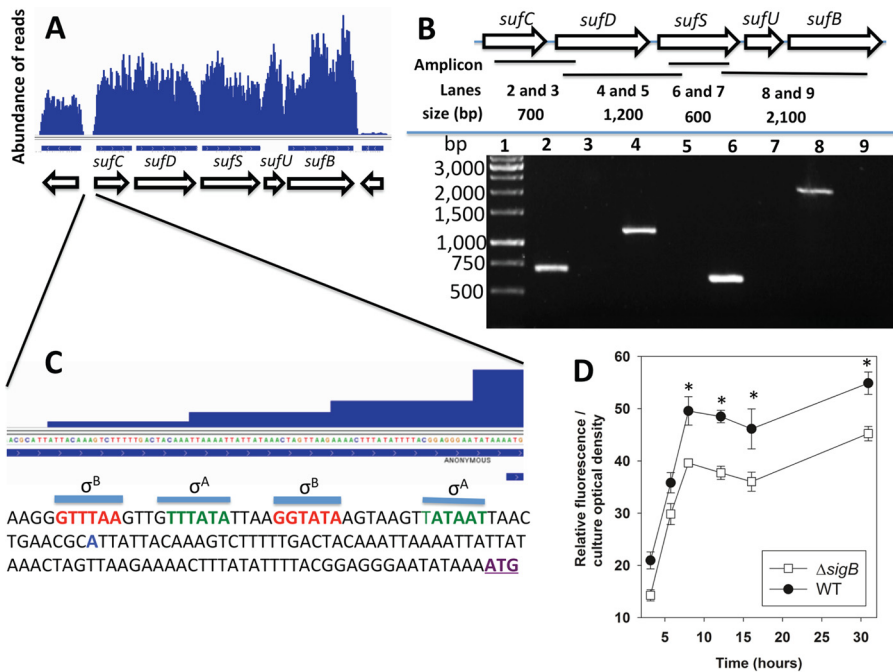 A
Abundance of reads
sufC sufD sufS sufU sufB
B
sufC sufD sufS sufU sufB
Amplicon
Lanes 2 and 3 4 and 5 6 and 7 8 and 9
size (bp) 700 1,200 600 2,100
bp 1 2 3 4 5 6 7 8 9
3,000
2,000
1,500
1,000
750
500
C
ACGCATTATTACAAAGTCTTTTTGACTACAAATTAAAATTATTATAAACTAGTTAAGAAAACTTTATATTTTACGGAGGGAATATAAAATG
ANONYMOUS
σB σA σB σA
AAGGGGTTTAAGTTGTTTATATTAAGGTATAAGTAAGTTATAATTAAC
TGAACGCATTATTACAAAGTCTTTTTGACTACAAATTAAAATTATTAT
AAACTAGTTAAGAAAACTTTATATTTTACGGAGGGAATATAAAATG
D
Relative fluorescence /
culture optical density
60
50
40
30
20
10
* * * *
ΔsigB
WT
5 10 15 20 25 30
Time (hours)